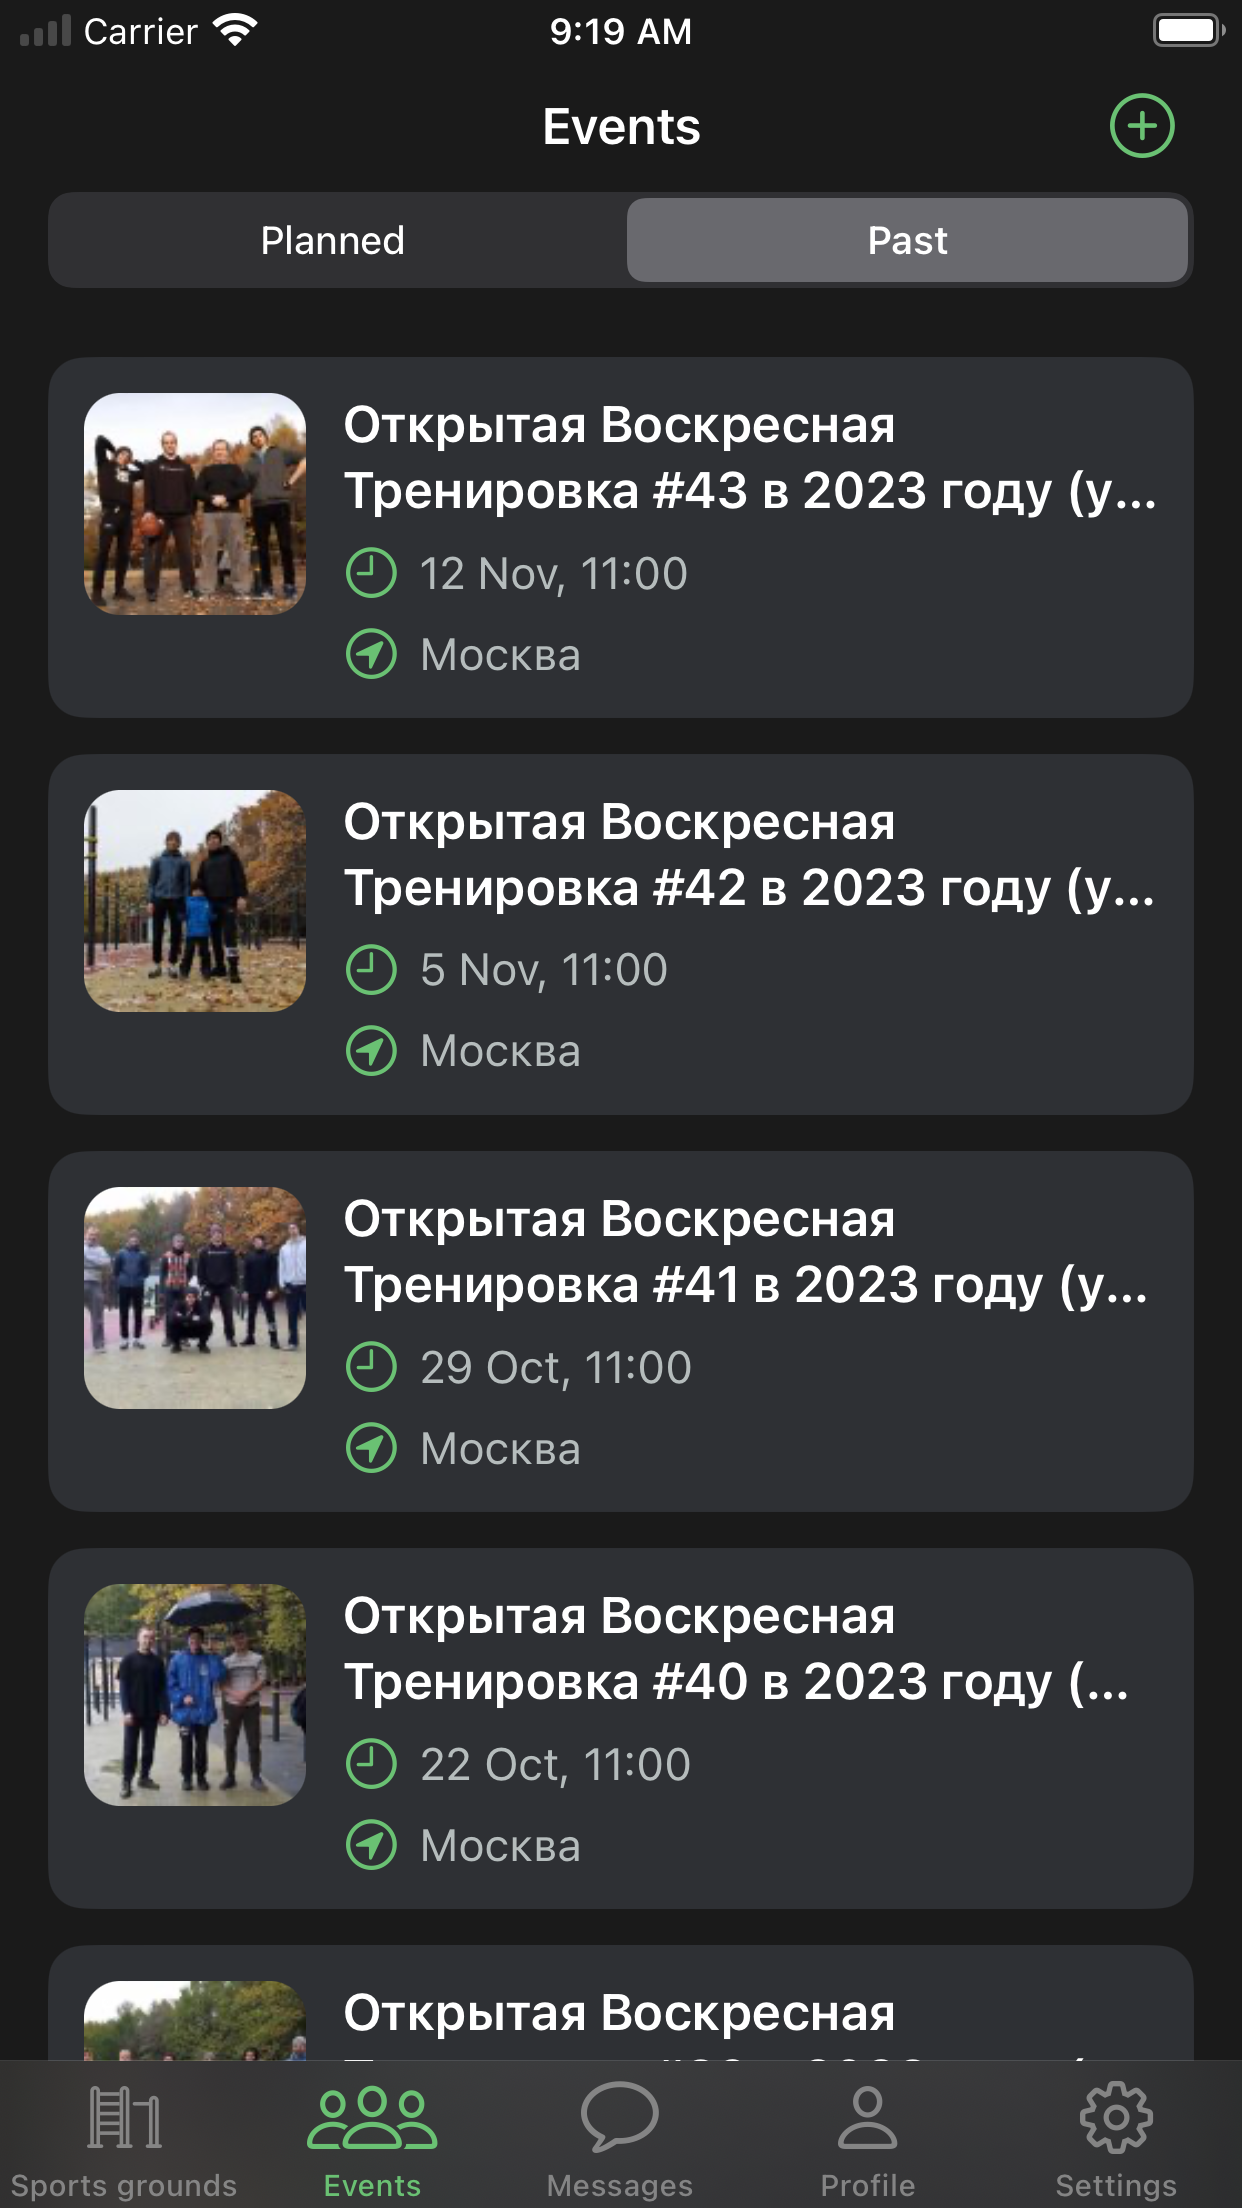 Carrier
9:19 AM
Events
Planned
Past
Открытая Воскресная
Тренировка #43 в 2023 году (у...
12 Nov, 11:00
Москва
Открытая Воскресная
Тренировка #42 в 2023 году (у...
5 Nov, 11:00
Москва
Открытая Воскресная
Тренировка #41 в 2023 году (у...
29 Oct, 11:00
Москва
Открытая Воскресная
Тренировка #40 в 2023 году (...
22 Oct, 11:00
Москва
Открытая Воскресная
Sports grounds
Events
Messages
Profile
Settings